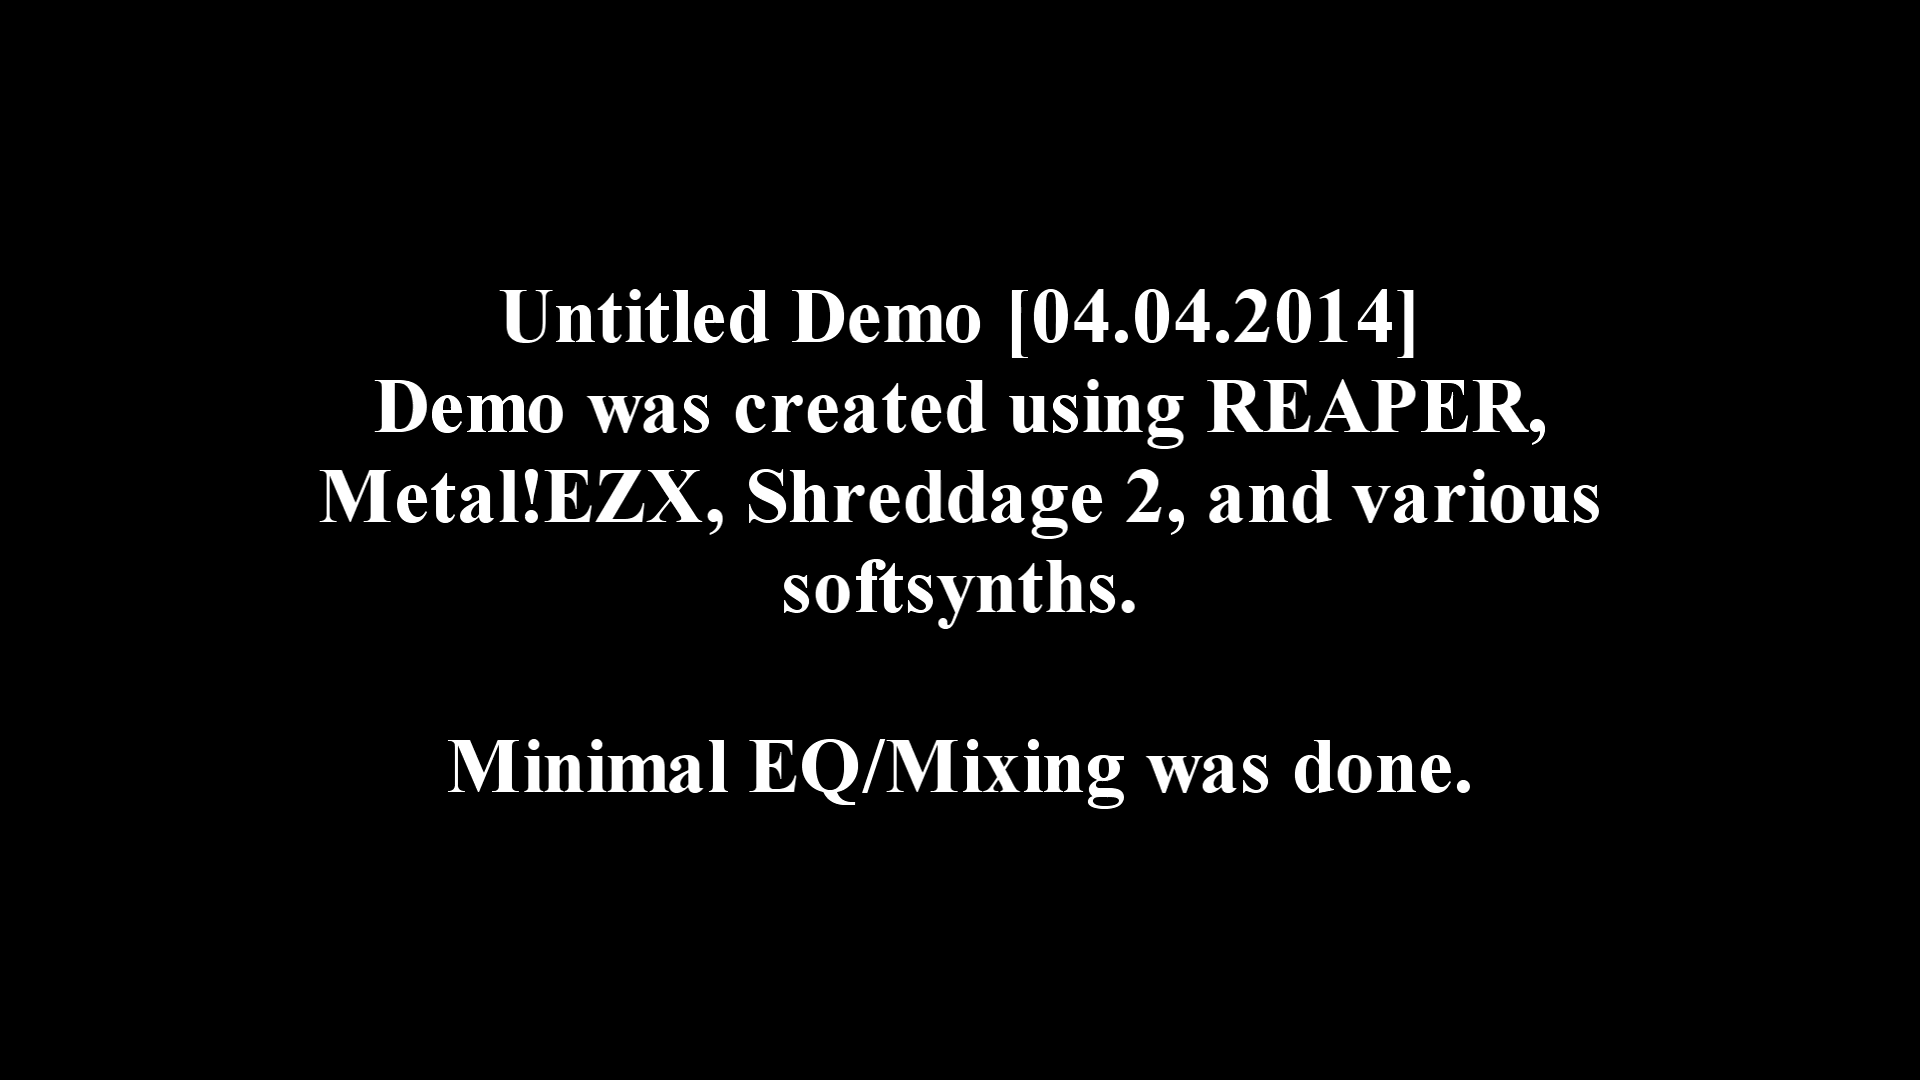 Untitled Demo [04.04.2014]
Demo was created using REAPER,
Metal!EZX, Shreddage 2, and various
softsynths.
Minimal EQ/Mixing was done.